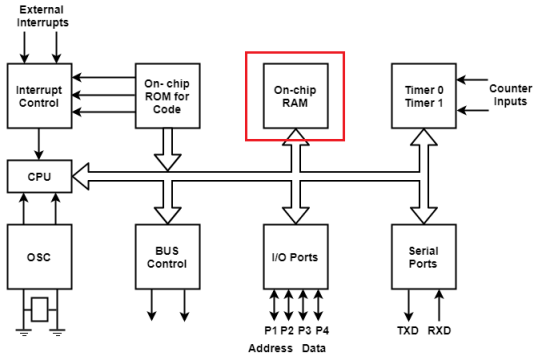 External
Interrupts
Interrupt
Control
On- chip
ROM for
Code
On-chip
RAM
Timer 0
Timer 1
Counter
Inputs
CPU
OSC
BUS
Control
I/O Ports
Serial
Ports
P1 P2 P3 P4
TXD RXD
Address Data